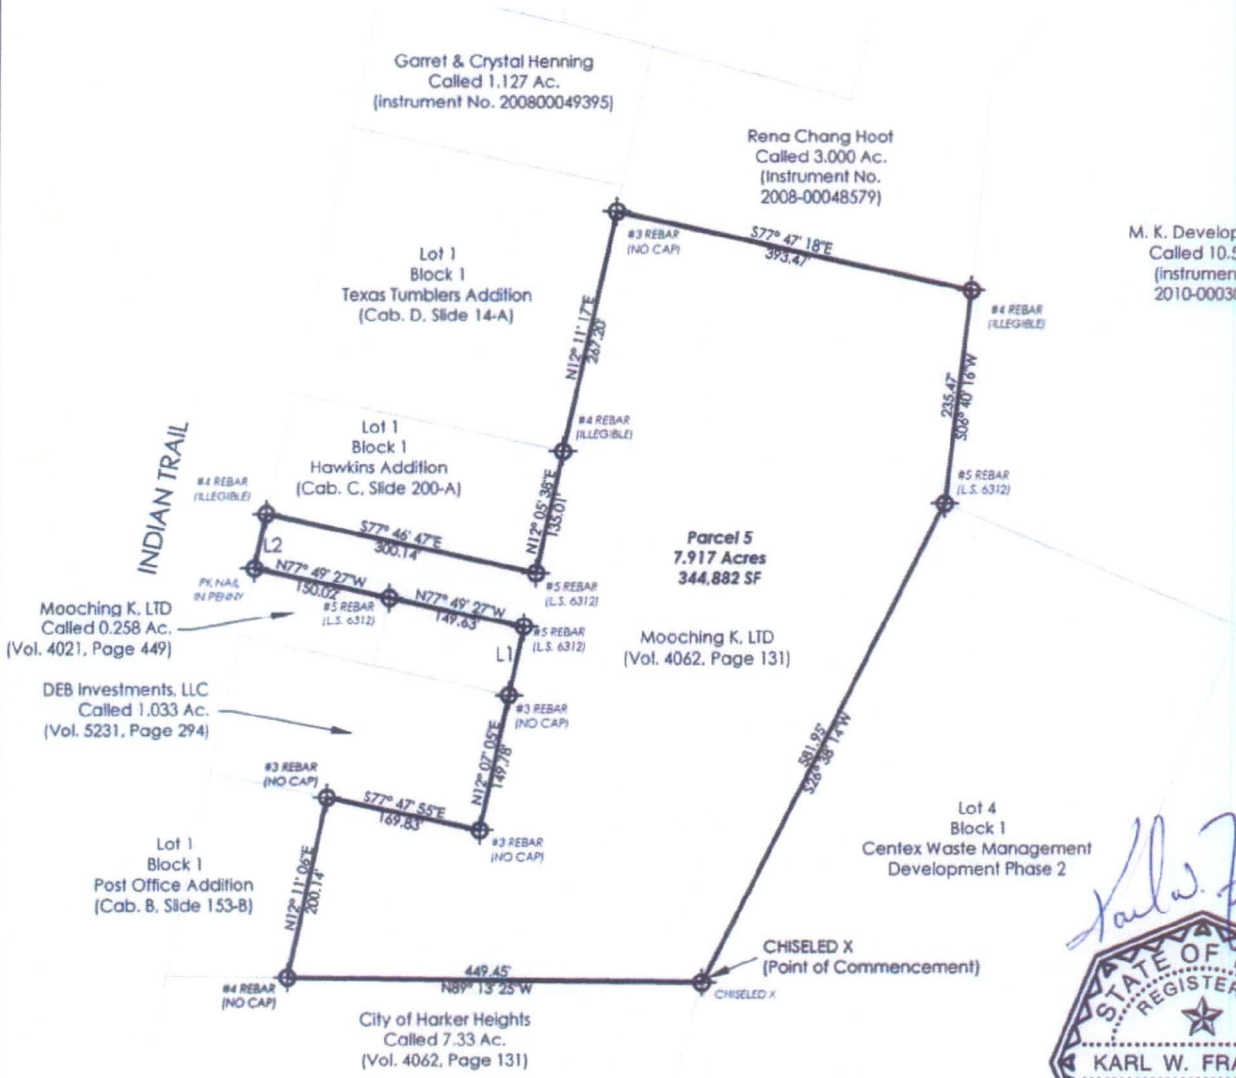 Garret & Crystal Henning
Called 1.127 Ac.
(instrument No. 200800049395)
Rena Chang Hoot
Called 3.000 Ac.
(Instrument No.
2008-00048579)
M. K. Develop
Called 10.5
(instrumen
2010-00030
#3 REBAR
(NO CAP)
S77° 47' 18"E
393.47'
#4 REBAR
(ILLEGIBLE)
Lot 1
Block 1
Texas Tumblers Addition
(Cab. D, Slide 14-A)
N12° 11' 17"E
267.20'
235.47'
S06° 40' 16"W
#4 REBAR
(ILLEGIBLE)
Lot 1
Block 1
Hawkins Addition
(Cab. C, Slide 200-A)
INDIAN TRAIL
#4 REBAR
(ILLEGIBLE)
N12° 05' 38"E
135.01'
#5 REBAR
(L.S. 6312)
S77° 46' 47"E
300.14'
L2
Parcel 5
7.917 Acres
344,882 SF
N77° 49' 27"W
150.02'
PK NAIL
IN PENNY
#5 REBAR
(L.S. 6312)
N77° 49' 27"W
149.63'
#5 REBAR
(L.S. 6312)
#5 REBAR
(L.S. 6312)
Mooching K, LTD
Called 0.258 Ac.
(Vol. 4021, Page 449)
L1
Mooching K, LTD
(Vol. 4062, Page 131)
DEB Investments, LLC
Called 1.033 Ac.
(Vol. 5231, Page 294)
#3 REBAR
(NO CAP)
N12° 07' 05"E
149.78'
581.95'
S26° 38' 14"W
#3 REBAR
(NO CAP)
S77° 47' 55"E
169.83'
#3 REBAR
(NO CAP)
Lot 4
Block 1
Centex Waste Management
Development Phase 2
Lot 1
Block 1
Post Office Addition
(Cab. B, Slide 153-B)
N12° 11' 06"E
200.14'
Karl W. F
CHISELED X
(Point of Commencement)
CHISELED X
449.45'
N89° 13' 25"W
#4 REBAR
(NO CAP)
City of Harker Heights
Called 7.33 Ac.
(Vol. 4062, Page 131)
STATE OF
REGISTER
KARL W. FRA